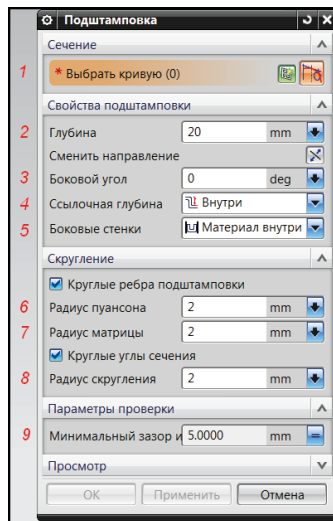 Подштамповка
Сечение
1 * Выбрать кривую (0)
Свойства подштамповки
2 Глубина 20 mm
Сменить направление
3 Боковой угол 0 deg
4 Ссылочная глубина Внутри
5 Боковые стенки Материал внутри
Скругление
Круглые ребра подштамповки
6 Радиус пуансона 2 mm
7 Радиус матрицы 2 mm
Круглые углы сечения
8 Радиус скругления 2 mm
Параметры проверки
9 Минимальный зазор и 5.0000 mm
Просмотр
ОК Применить Отмена